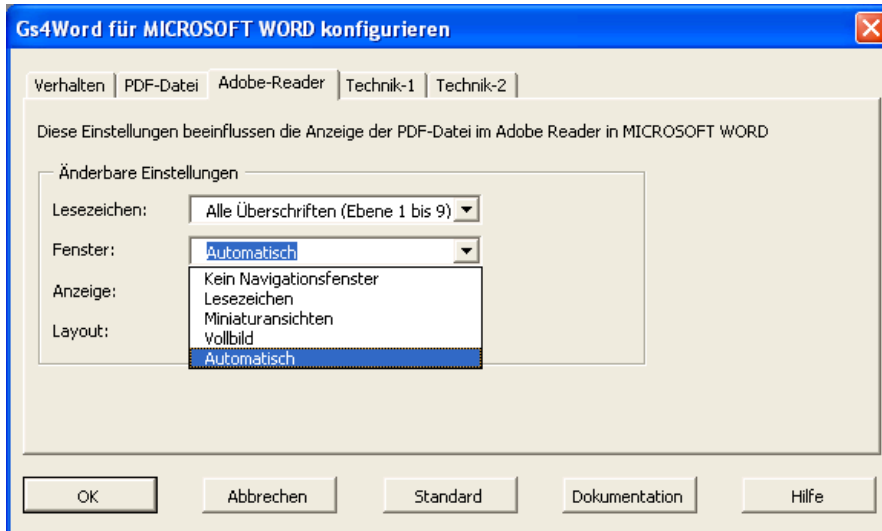 Gs4Word für MICROSOFT WORD konfigurieren
Verhalten PDF-Datei Adobe-Reader Technik-1 Technik-2
Diese Einstellungen beeinflussen die Anzeige der PDF-Datei im Adobe Reader in MICROSOFT WORD
Änderbare Einstellungen
Lesezeichen: Alle Überschriften (Ebene 1 bis 9)
Fenster: Automatisch
Kein Navigationsfenster
Anzeige: Lesezeichen
Miniaturansichten
Layout: Vollbild
Automatisch
OK Abbrechen Standard Dokumentation Hilfe